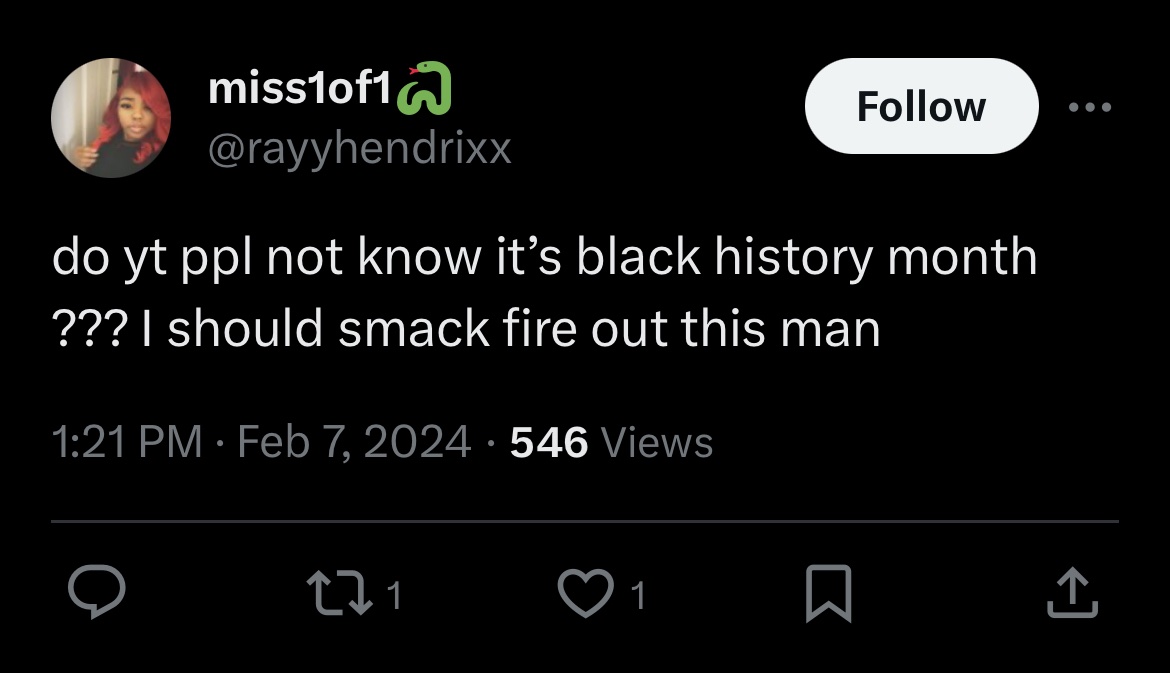 miss1of1🐍
@rayyhendrixx
Follow
do yt ppl not know it’s black history month
??? I should smack fire out this man
1:21 PM · Feb 7, 2024 · 546 Views
1 1